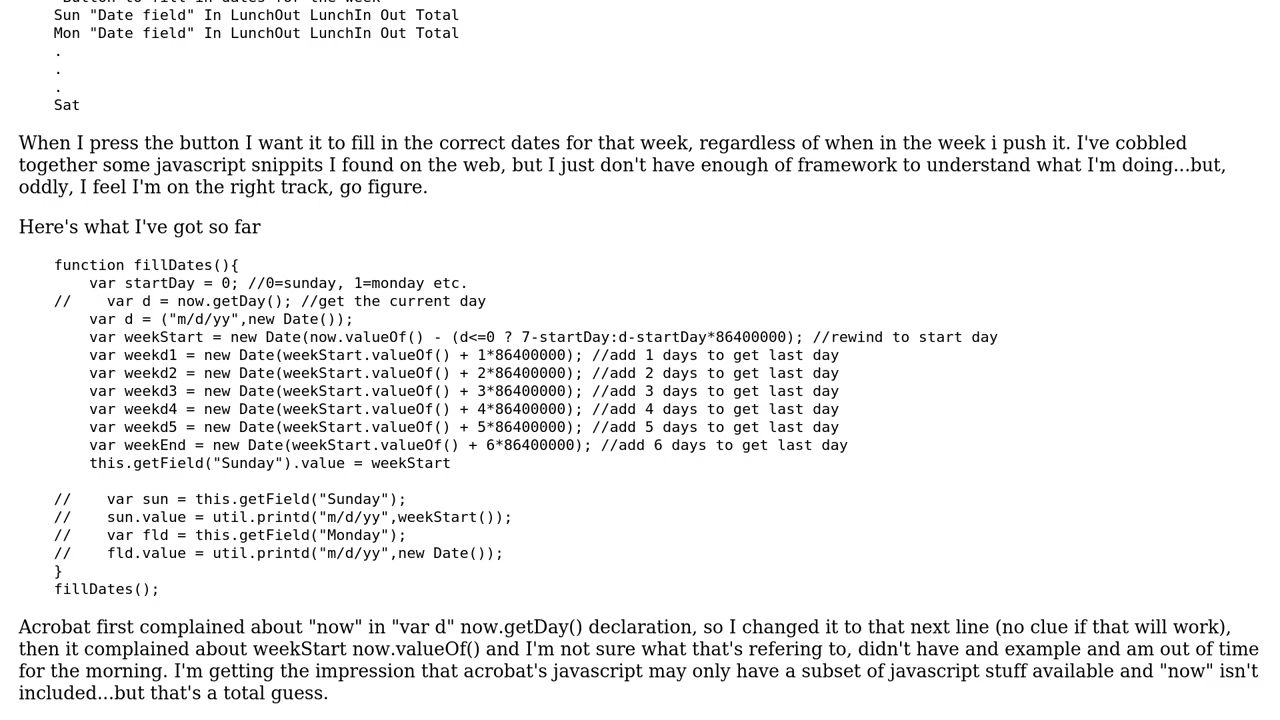 "Button to fill in dates for the week"
Sun "Date field" In LunchOut LunchIn Out Total
Mon "Date field" In LunchOut LunchIn Out Total
.
.
.
Sat
When I press the button I want it to fill in the correct dates for that week, regardless of when in the week i push it. I've cobbled
together some javascript snippits I found on the web, but I just don't have enough of framework to understand what I'm doing...but,
oddly, I feel I'm on the right track, go figure.
Here's what I've got so far
function fillDates(){
    var startDay = 0; //0=sunday, 1=monday etc.
//    var d = now.getDay(); //get the current day
    var d = ("m/d/yy",new Date());
    var weekStart = new Date(now.valueOf() - (d<=0 ? 7-startDay:d-startDay*86400000); //rewind to start day
    var weekd1 = new Date(weekStart.valueOf() + 1*86400000); //add 1 days to get last day
    var weekd2 = new Date(weekStart.valueOf() + 2*86400000); //add 2 days to get last day
    var weekd3 = new Date(weekStart.valueOf() + 3*86400000); //add 3 days to get last day
    var weekd4 = new Date(weekStart.valueOf() + 4*86400000); //add 4 days to get last day
    var weekd5 = new Date(weekStart.valueOf() + 5*86400000); //add 5 days to get last day
    var weekEnd = new Date(weekStart.valueOf() + 6*86400000); //add 6 days to get last day
    this.getField("Sunday").value = weekStart
//    var sun = this.getField("Sunday");
//    sun.value = util.printd("m/d/yy",weekStart());
//    var fld = this.getField("Monday");
//    fld.value = util.printd("m/d/yy",new Date());
}
fillDates();
Acrobat first complained about "now" in "var d" now.getDay() declaration, so I changed it to that next line (no clue if that will work),
then it complained about weekStart now.valueOf() and I'm not sure what that's refering to, didn't have and example and am out of time
for the morning. I'm getting the impression that acrobat's javascript may only have a subset of javascript stuff available and "now" isn't
included...but that's a total guess.